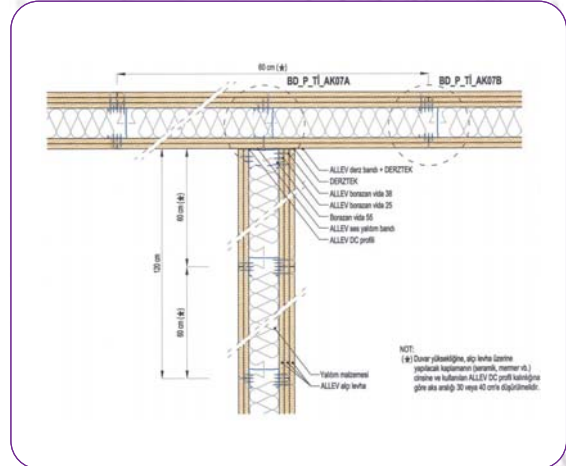 60 cm (★)
BD_P_Tİ_AK07A
BD_P_Tİ_AK07B
ALLEV derz bandı + DERZTEK
DERZTEK
ALLEV borazan vida 38
ALLEV borazan vida 25
Borazan vida 55
ALLEV ses yalıtım bandı
ALLEV DC profili
60 cm (★)
120 cm
60 cm (★)
Yalıtım malzemesi
ALLEV alçı levha
NOT:
(★) Duvar yüksekliğine, alçı levha üzerine
yapılacak kaplamanın (seramik, mermer vb.)
cinsine ve kullanılan ALLEV DC profil kalınlığına
göre aks aralığı 30 veya 40 cm'e düşürülmelidir.